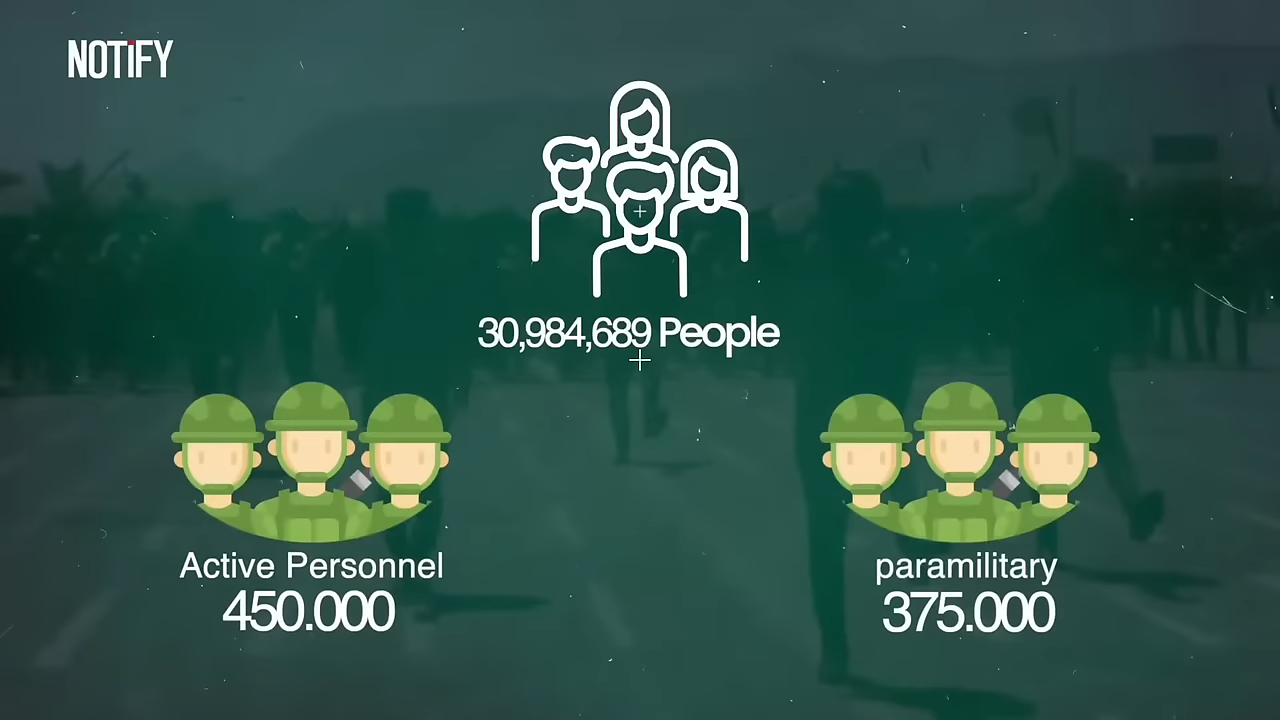 NOTiFY
30,984,689 People
Active Personnel
450.000
paramilitary
375.000